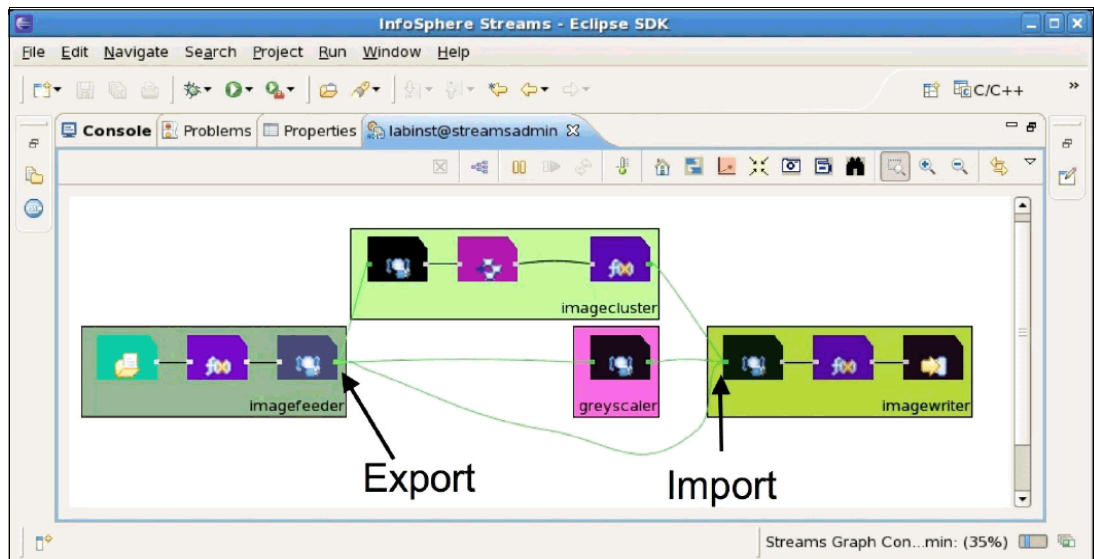 InfoSphere Streams - Eclipse SDK
File Edit Navigate Search Project Run Window Help
C/C++ »
Console Problems Properties labinst@streamsadmin
imagecluster
imagefeeder
greyscaler
imagewriter
Export
Import
Streams Graph Con...min: (35%)